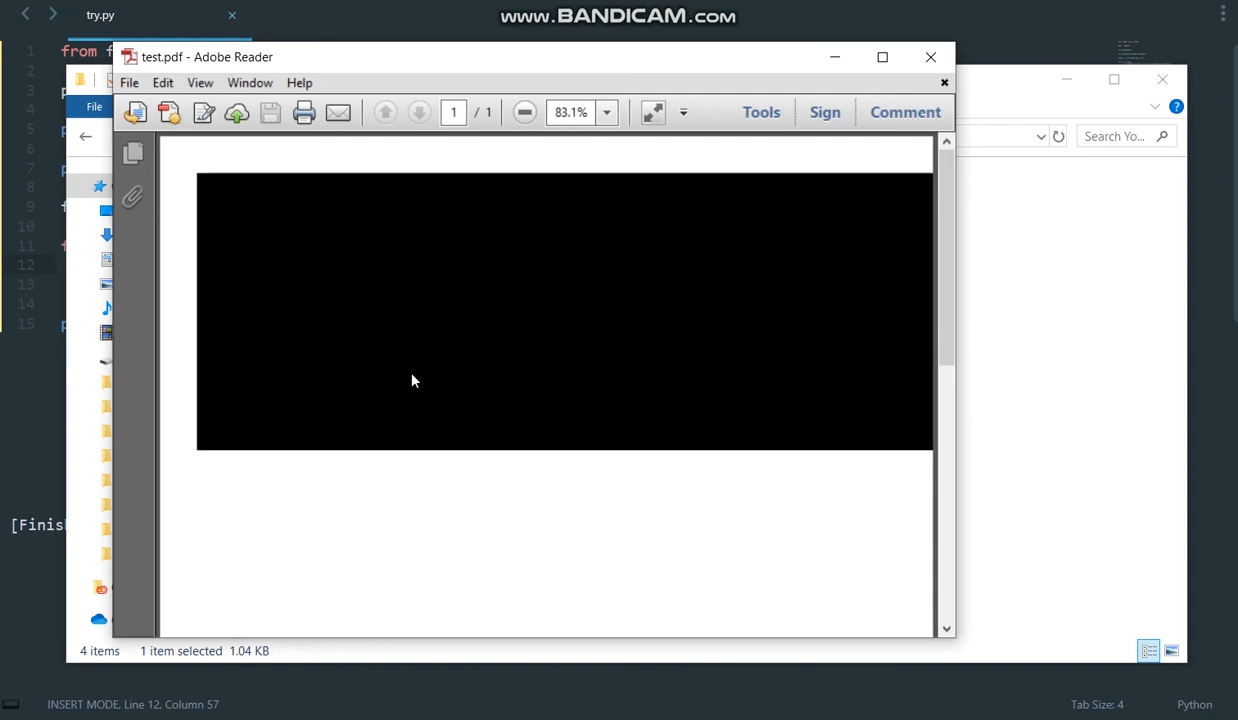 try.py
www.BANDICAM.com
1 from f
2
3 p
4
5 p
6
7 p
8
9 f
10
11 f
12
13
14
15 p
test.pdf - Adobe Reader
File Edit View Window Help
1 / 1 83.1% Tools Sign Comment
File
Search Yo...
[Finis
4 items 1 item selected 1.04 KB
INSERT MODE, Line 12, Column 57
Tab Size: 4 Python